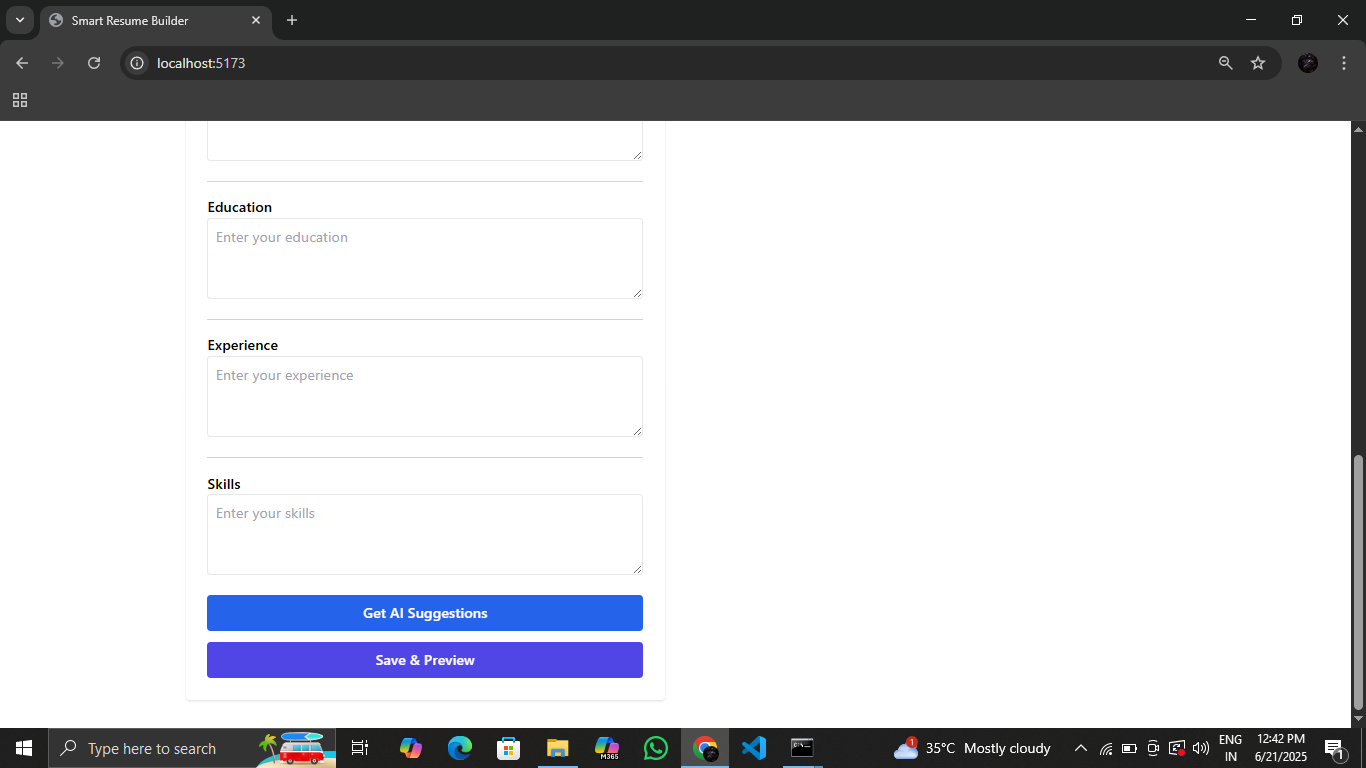 Smart Resume Builder
localhost:5173
Education
Enter your education
Experience
Enter your experience
Skills
Enter your skills
Get AI Suggestions
Save & Preview
Type here to search
M365
1
35°C Mostly cloudy
ENG
IN
12:42 PM
6/21/2025
1